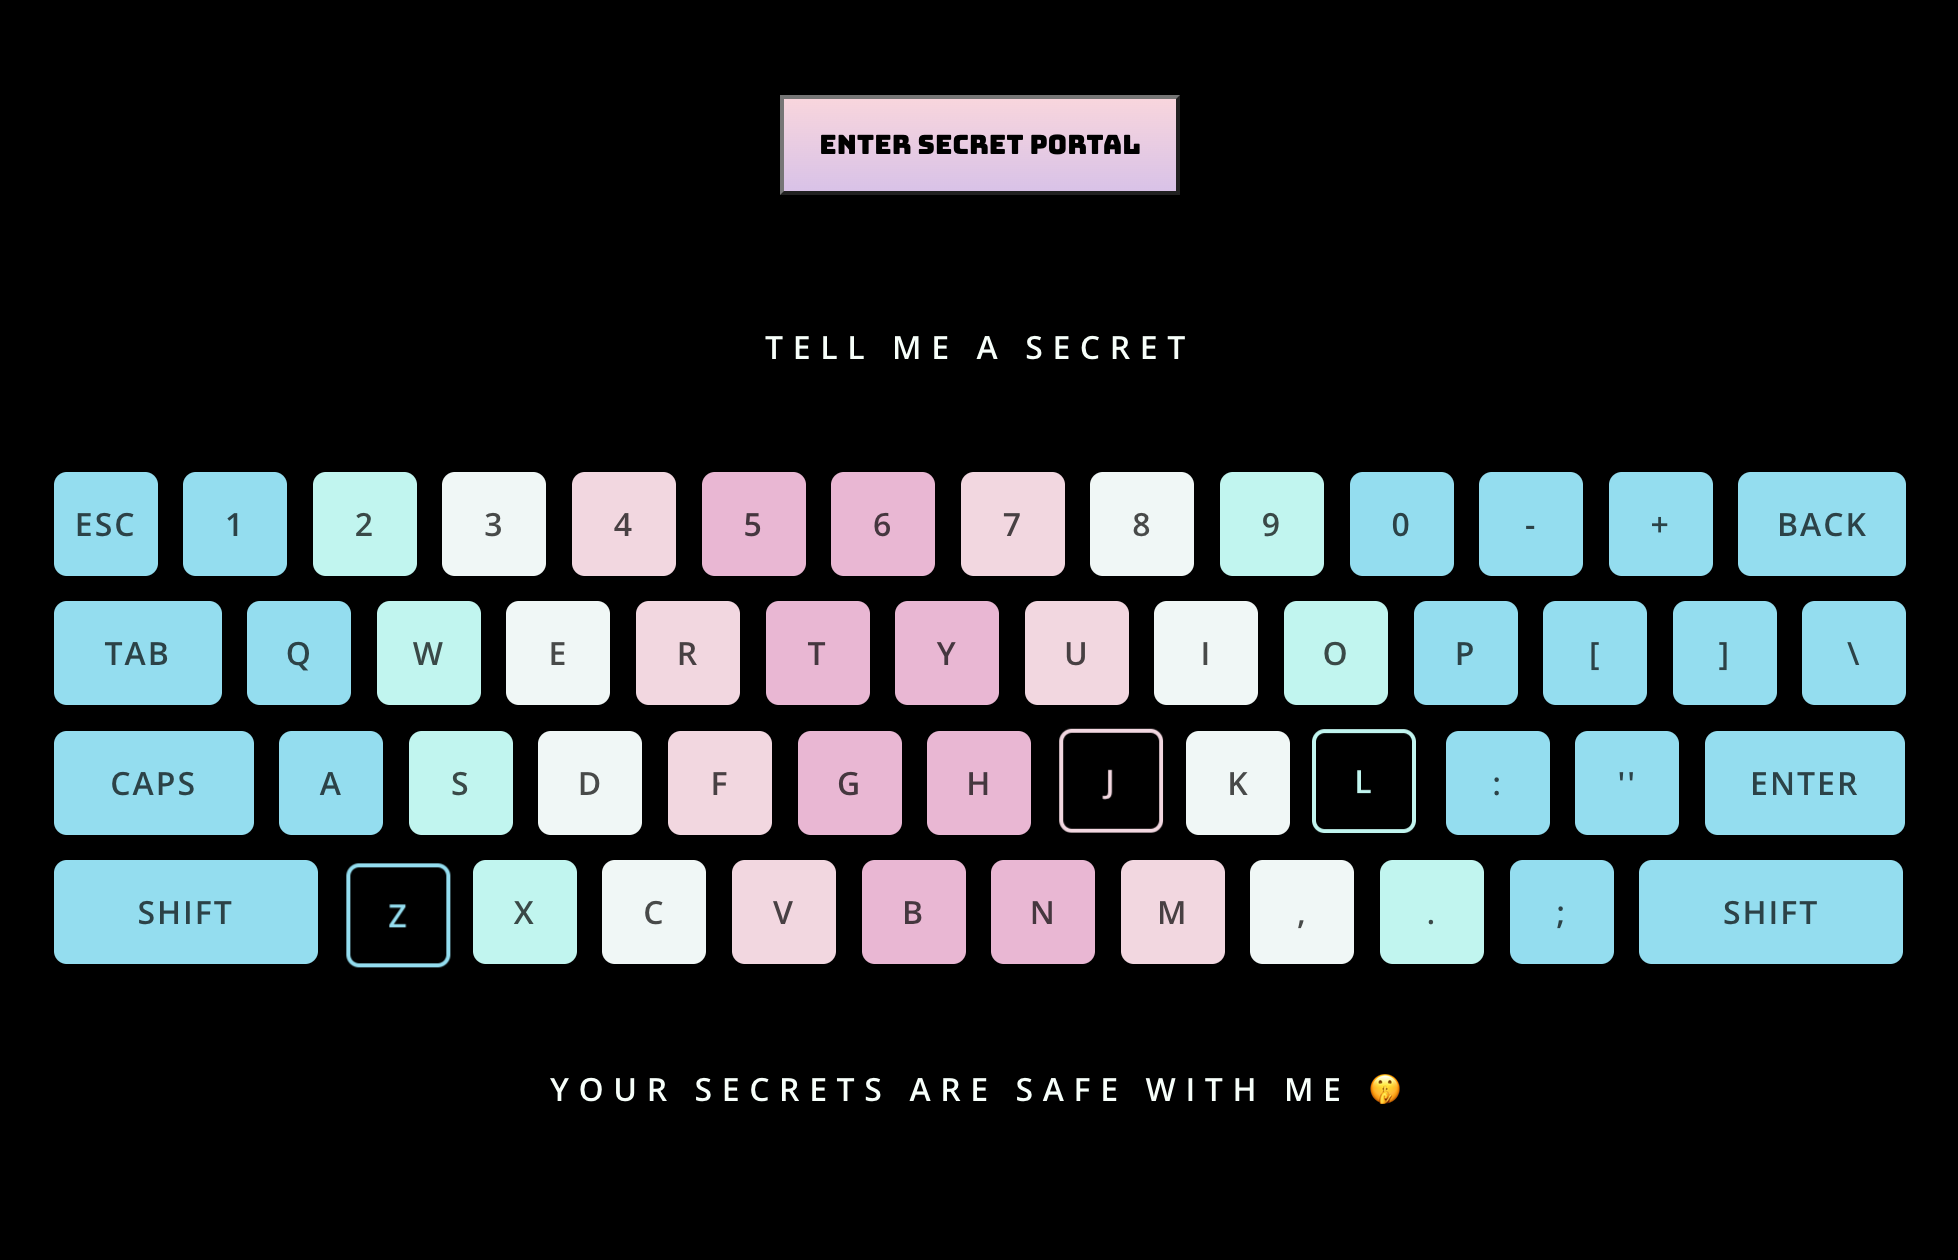 ENTER SECRET PORTAL
TELL ME A SECRET
ESC 1 2 3 4 5 6 7 8 9 0 - + BACK
TAB Q W E R T Y U I O P [ ] \
CAPS A S D F G H J K L : '' ENTER
SHIFT Z X C V B N M , . ; SHIFT
YOUR SECRETS ARE SAFE WITH ME 🤫